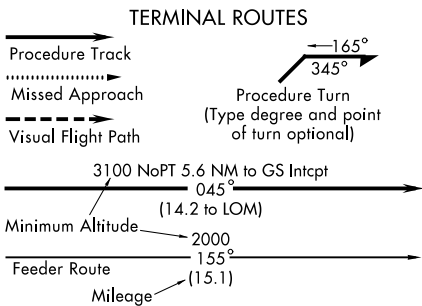 TERMINAL ROUTES
Procedure Track
Missed Approach
Visual Flight Path
165°
345°
Procedure Turn
(Type degree and point
of turn optional)
3100 NoPT 5.6 NM to GS Intcpt
045°
(14.2 to LOM)
Minimum Altitude
2000
155°
Feeder Route
(15.1)
Mileage